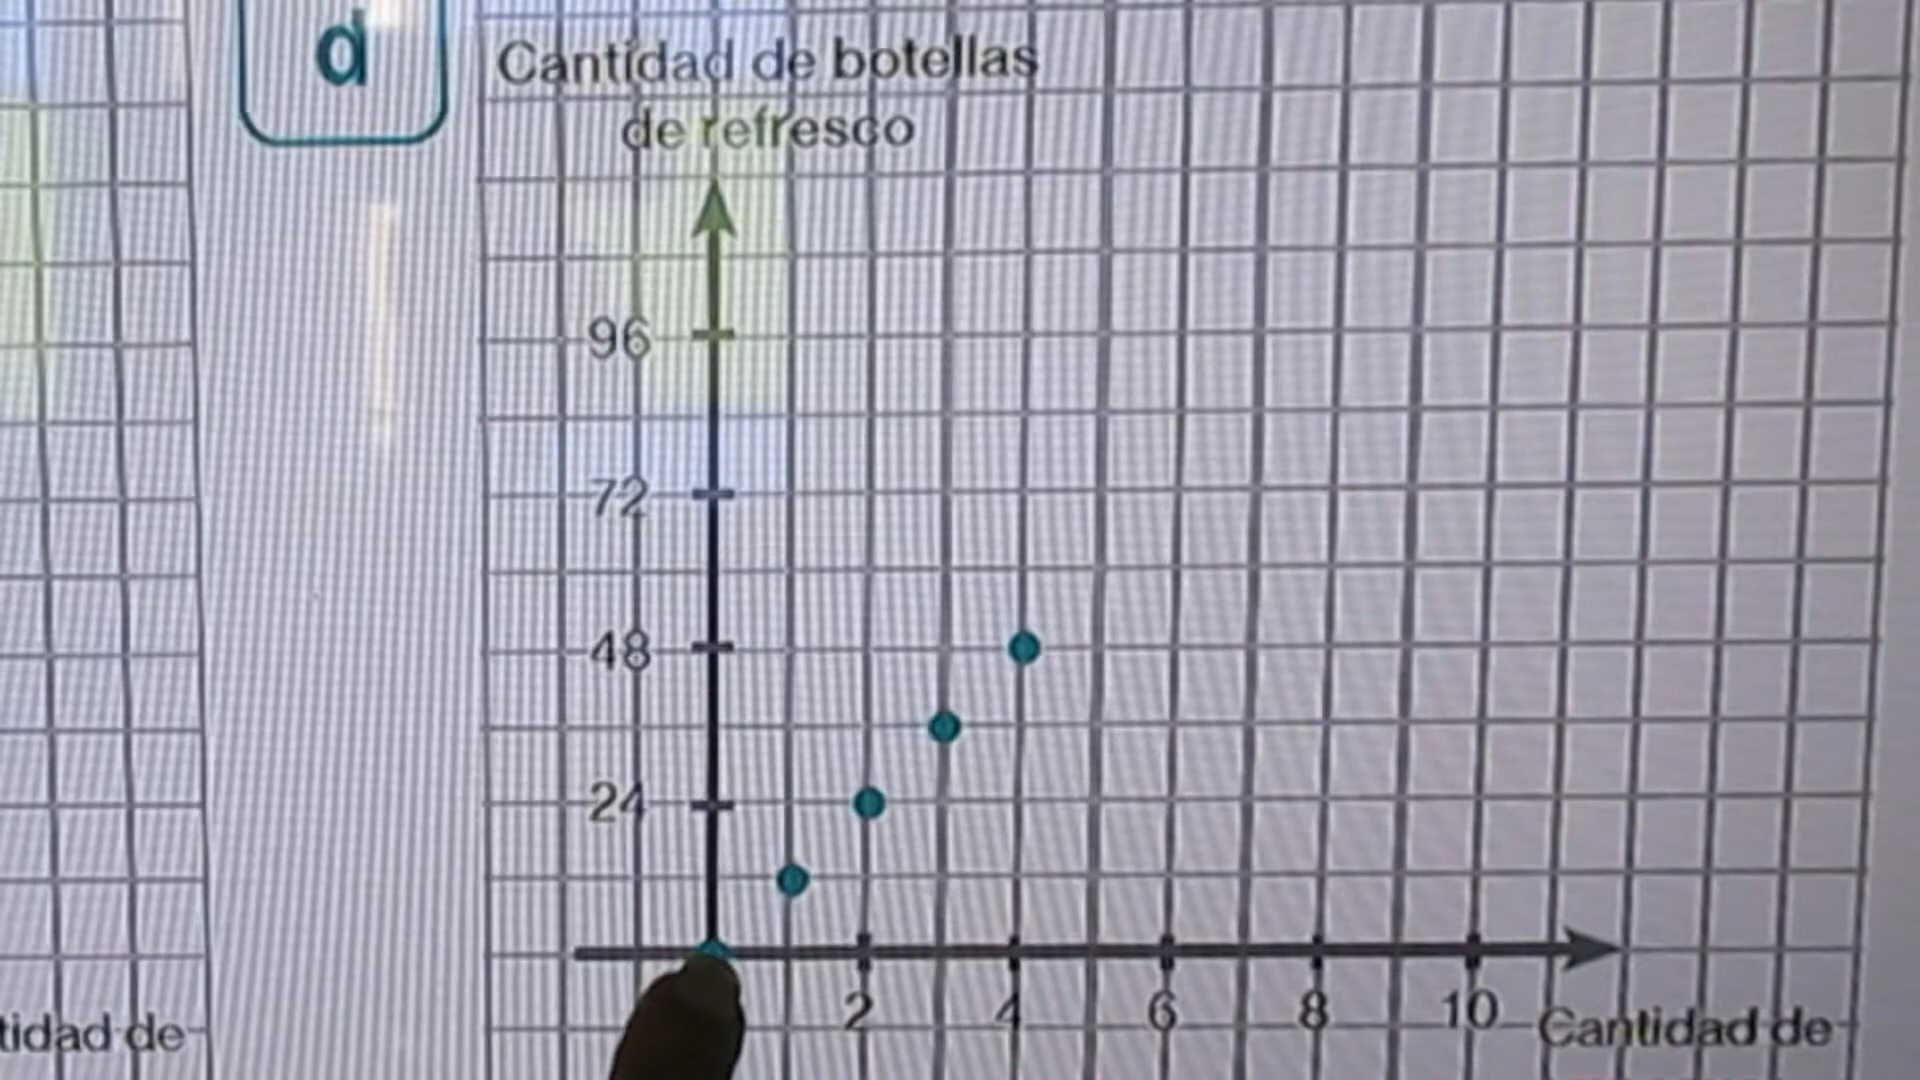 d
Cantidad de botellas
de refresco
96
72
48
24
2 4 6 8 10
Cantidad de
tidad de